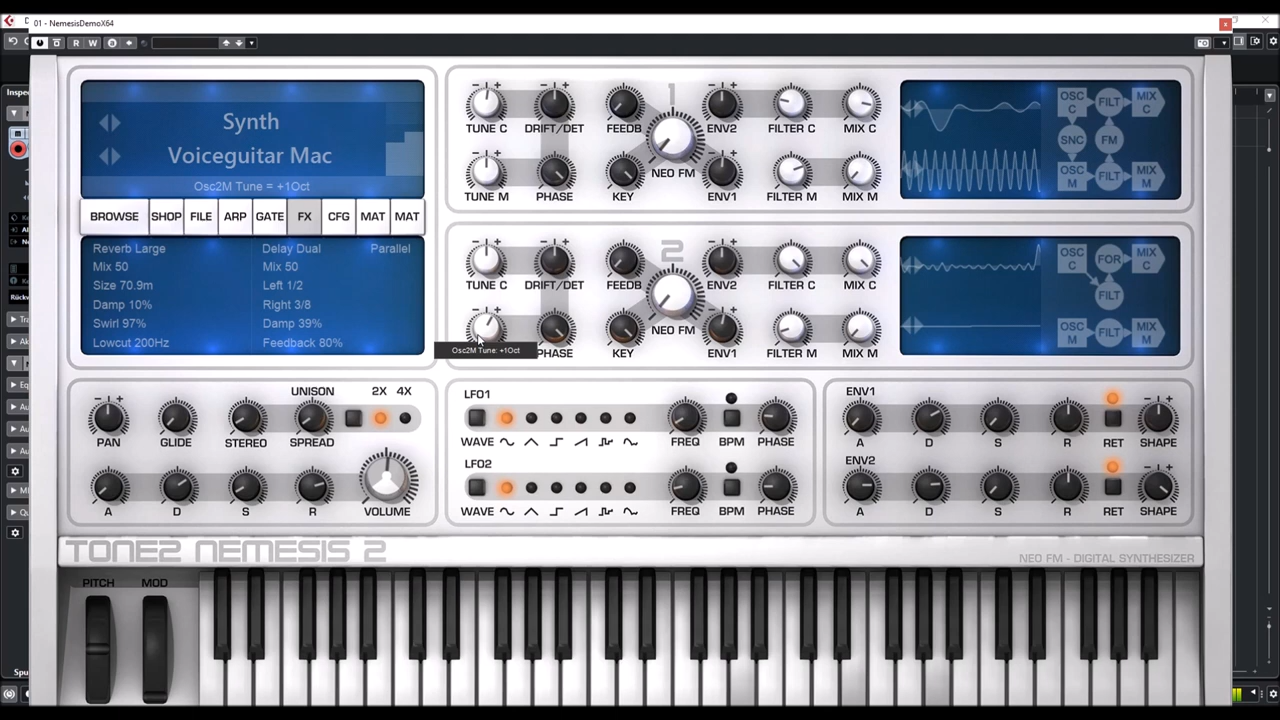 01 - NemesisDemoX64
R W
Inspe
Synth
Voiceguitar Mac
Osc2M Tune = +1Oct
BROWSE SHOP FILE ARP GATE FX CFG MAT MAT
Reverb Large Delay Dual Parallel
Mix 50 Mix 50
Size 70.9m Left 1/2
Damp 10% Right 3/8
Swirl 97% Damp 39%
Lowcut 200Hz Feedback 80%
1
TUNE C DRIFT/DET FEEDB ENV2 FILTER C MIX C
NEO FM
TUNE M PHASE KEY ENV1 FILTER M MIX M
OSC C FILT MIX C
SNC FM
OSC M FILT MIX M
2
TUNE C DRIFT/DET FEEDB ENV2 FILTER C MIX C
NEO FM
PHASE KEY ENV1 FILTER M MIX M
Osc2M Tune: +1Oct
OSC C FOR MIX C
FILT
OSC M FILT MIX M
UNISON 2X 4X
PAN GLIDE STEREO SPREAD
A D S R VOLUME
LFO1
WAVE FREQ BPM PHASE
LFO2
WAVE FREQ BPM PHASE
ENV1
A D S R RET SHAPE
ENV2
A D S R RET SHAPE
TONE2 NEMESIS 2
NEO FM - DIGITAL SYNTHESIZER
PITCH MOD
Spu